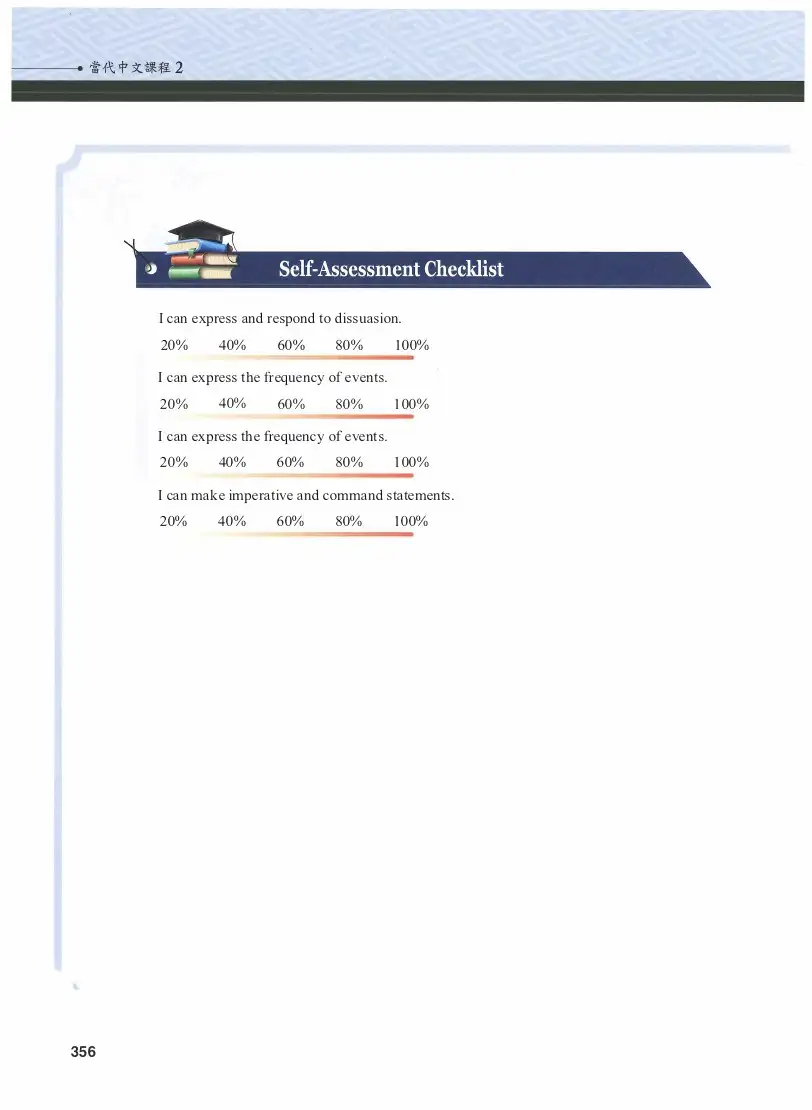 當代中文課程 2
Self-Assessment Checklist
I can express and respond to dissuasion.
20% 40% 60% 80% 100%
I can express the frequency of events.
20% 40% 60% 80% 100%
I can express the frequency of events.
20% 40% 60% 80% 100%
I can make imperative and command statements.
20% 40% 60% 80% 100%
356